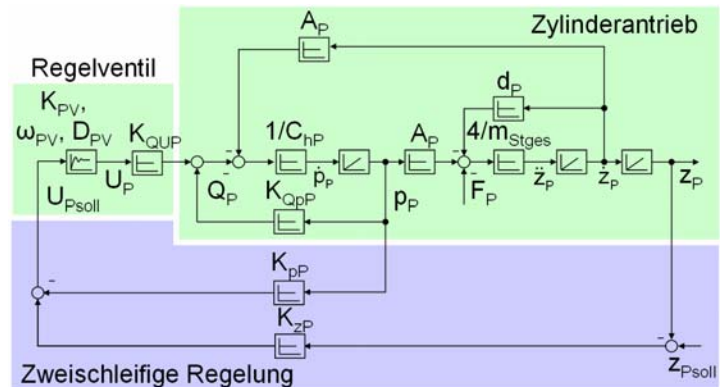 A_P
Zylinderantrieb
Regelventil
d_P
K_PV,
ω_PV, D_PV
K_QUP
1/C_hP
A_P
4/m_Stges
U_P
Q_P
ṗ_P
z̈_P
ż_P
z_P
U_Psoll
K_QpP
p_P
F_P
K_pP
K_zP
Zweischleifige Regelung
z_Psoll